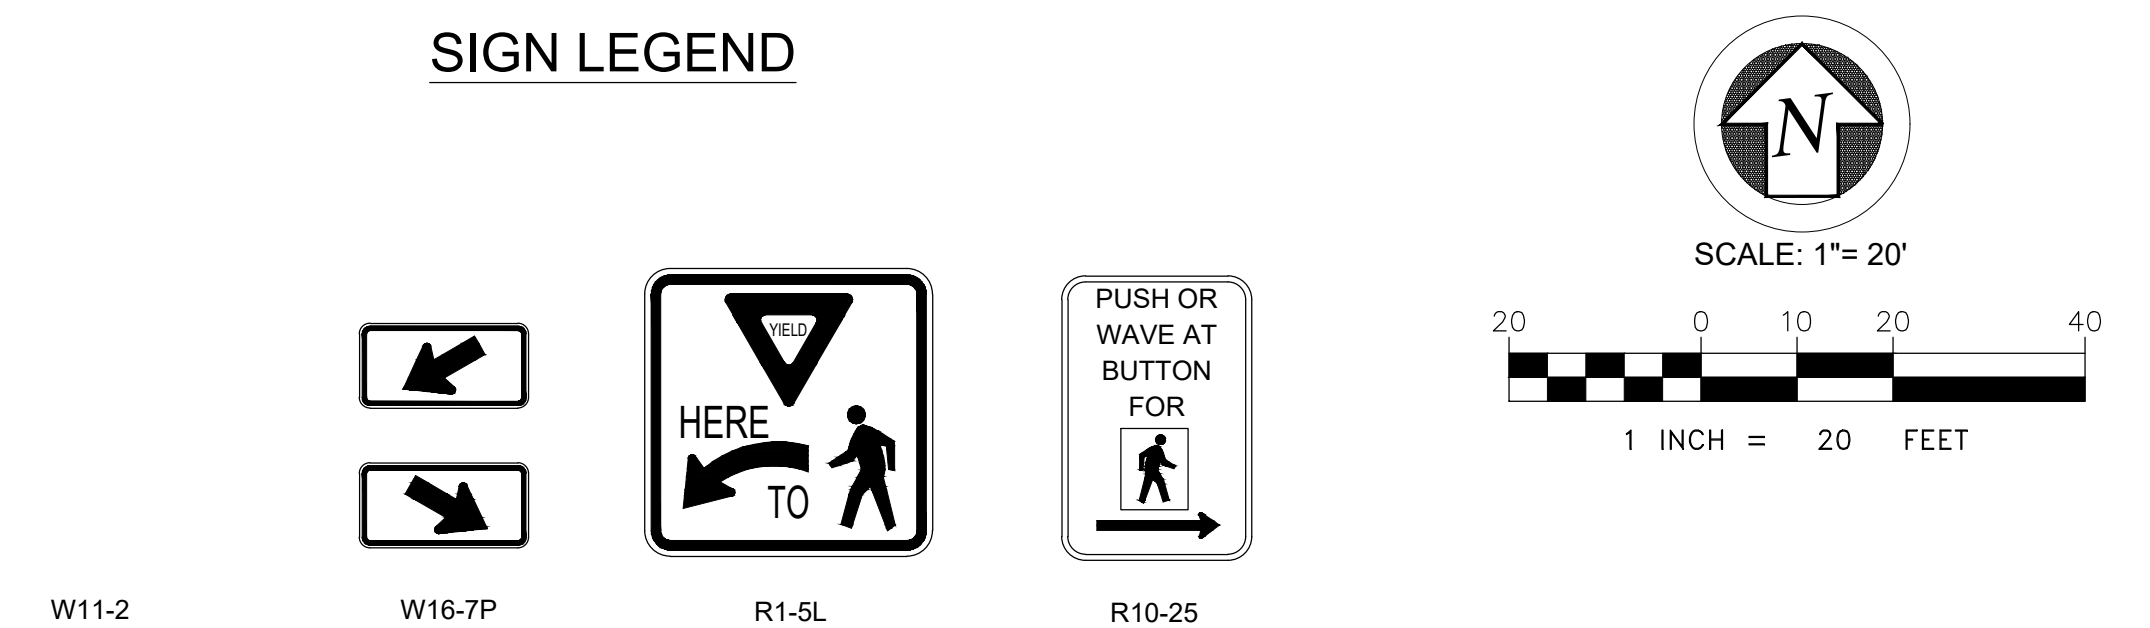 SIGN LEGEND
N
SCALE: 1"= 20'
20 0 10 20 40
1 INCH = 20 FEET
YIELD
HERE
TO
PUSH OR
WAVE AT
BUTTON
FOR
W11-2
W16-7P
R1-5L
R10-25